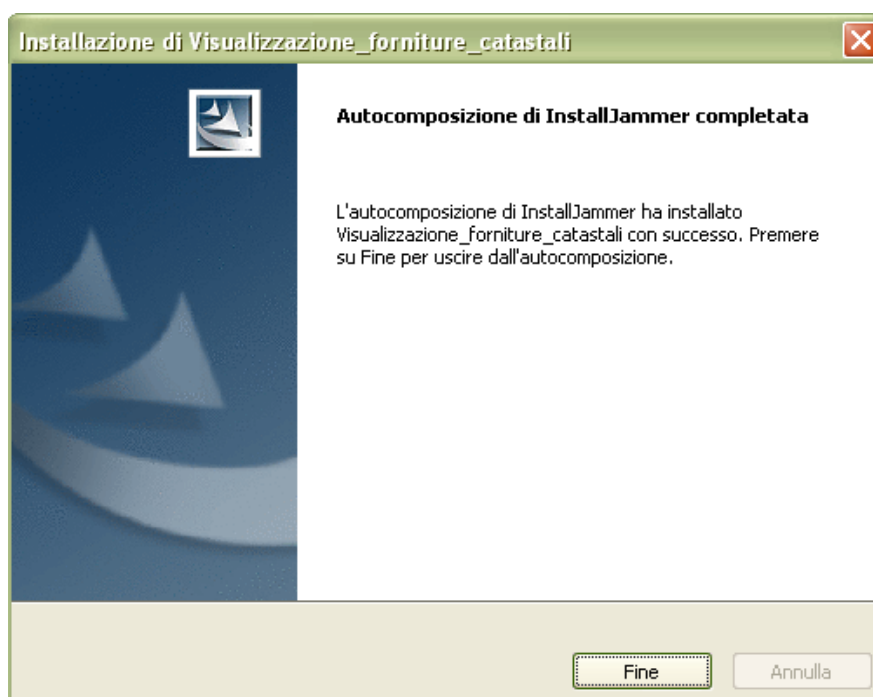 Installazione di Visualizzazione_forniture_catastali
Autocomposizione di InstallJammer completata
L'autocomposizione di InstallJammer ha installato
Visualizzazione_forniture_catastali con successo. Premere
su Fine per uscire dall'autocomposizione.
Fine
Annulla